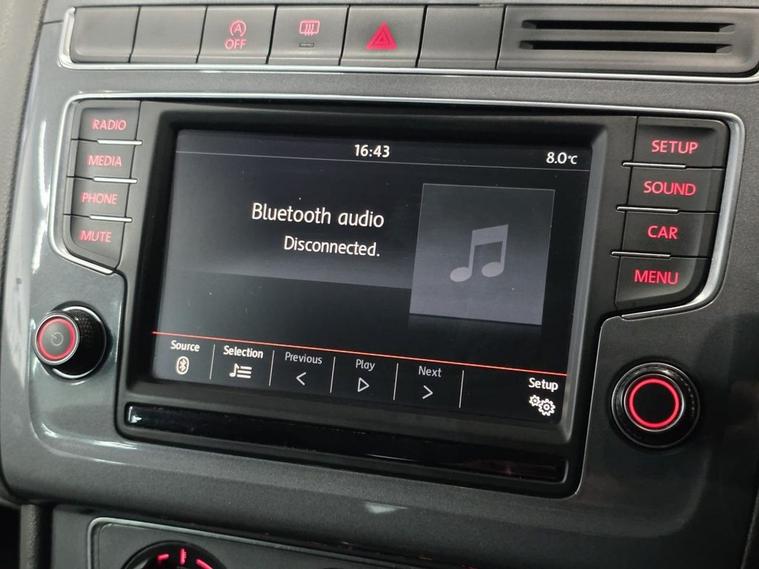 OFF
RADIO
MEDIA
PHONE
MUTE
16:43
8.0°C
Bluetooth audio
Disconnected.
Source
Selection
Previous
Play
Next
Setup
SETUP
SOUND
CAR
MENU